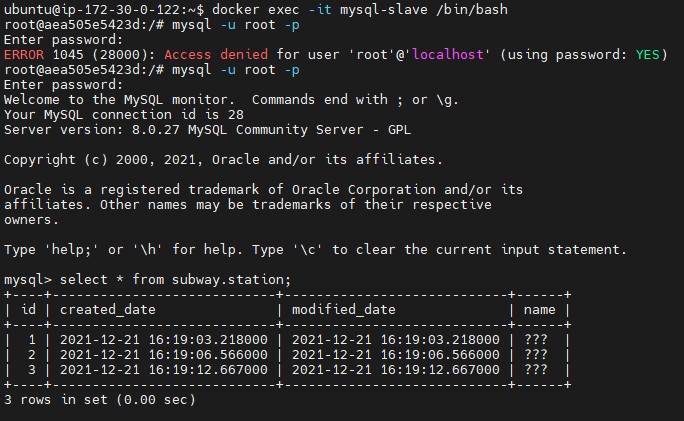 ubuntu@ip-172-30-0-122:~$ docker exec -it mysql-slave /bin/bash
root@aea505e5423d:/# mysql -u root -p
Enter password:
ERROR 1045 (28000): Access denied for user 'root'@'localhost' (using password: YES)
root@aea505e5423d:/# mysql -u root -p
Enter password:
Welcome to the MySQL monitor.  Commands end with ; or \g.
Your MySQL connection id is 28
Server version: 8.0.27 MySQL Community Server - GPL

Copyright (c) 2000, 2021, Oracle and/or its affiliates.

Oracle is a registered trademark of Oracle Corporation and/or its
affiliates. Other names may be trademarks of their respective
owners.

Type 'help;' or '\h' for help. Type '\c' to clear the current input statement.

mysql> select * from subway.station;
+----+----------------------------+----------------------------+------+
| id | created_date               | modified_date              | name |
+----+----------------------------+----------------------------+------+
|  1 | 2021-12-21 16:19:03.218000 | 2021-12-21 16:19:03.218000 | ???  |
|  2 | 2021-12-21 16:19:06.566000 | 2021-12-21 16:19:06.566000 | ???  |
|  3 | 2021-12-21 16:19:12.667000 | 2021-12-21 16:19:12.667000 | ???  |
+----+----------------------------+----------------------------+------+
3 rows in set (0.00 sec)